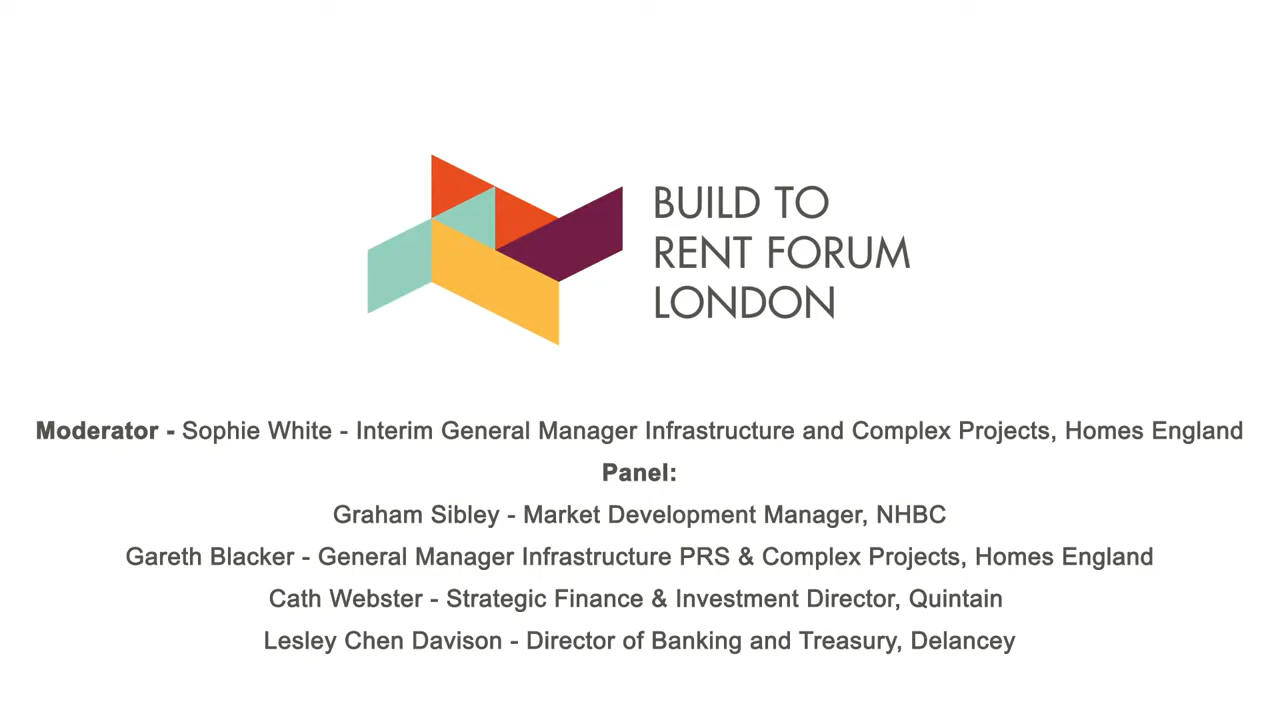 BUILD TO
RENT FORUM
LONDON
Moderator - Sophie White - Interim General Manager Infrastructure and Complex Projects, Homes England
Panel:
Graham Sibley - Market Development Manager, NHBC
Gareth Blacker - General Manager Infrastructure PRS & Complex Projects, Homes England
Cath Webster - Strategic Finance & Investment Director, Quintain
Lesley Chen Davison - Director of Banking and Treasury, Delancey